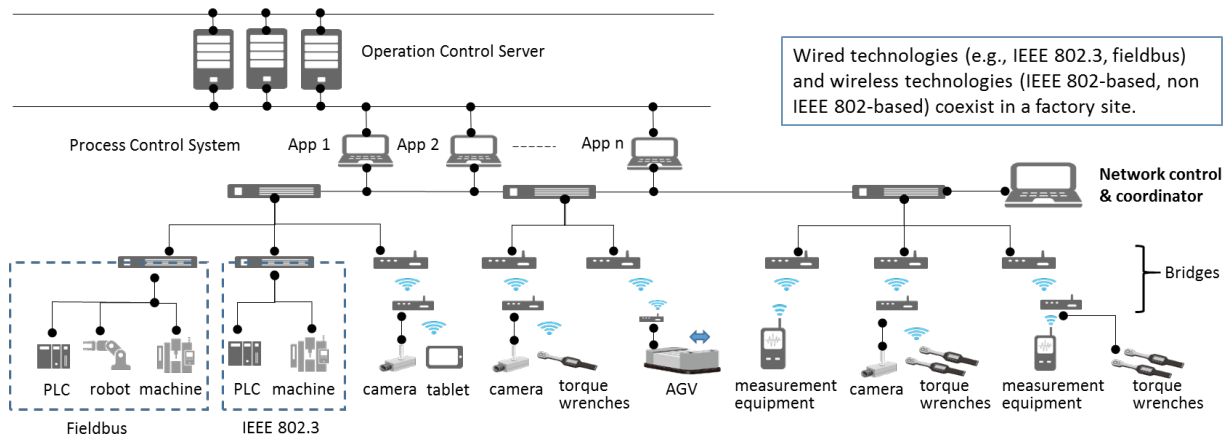 Operation Control Server
Wired technologies (e.g., IEEE 802.3, fieldbus)
and wireless technologies (IEEE 802-based, non
IEEE 802-based) coexist in a factory site.
Process Control System
App 1
App 2
App n
Network control
& coordinator
Bridges
PLC
robot
machine
PLC
machine
camera
tablet
camera
torque
wrenches
AGV
measurement
equipment
camera
torque
wrenches
measurement
equipment
torque
wrenches
Fieldbus
IEEE 802.3